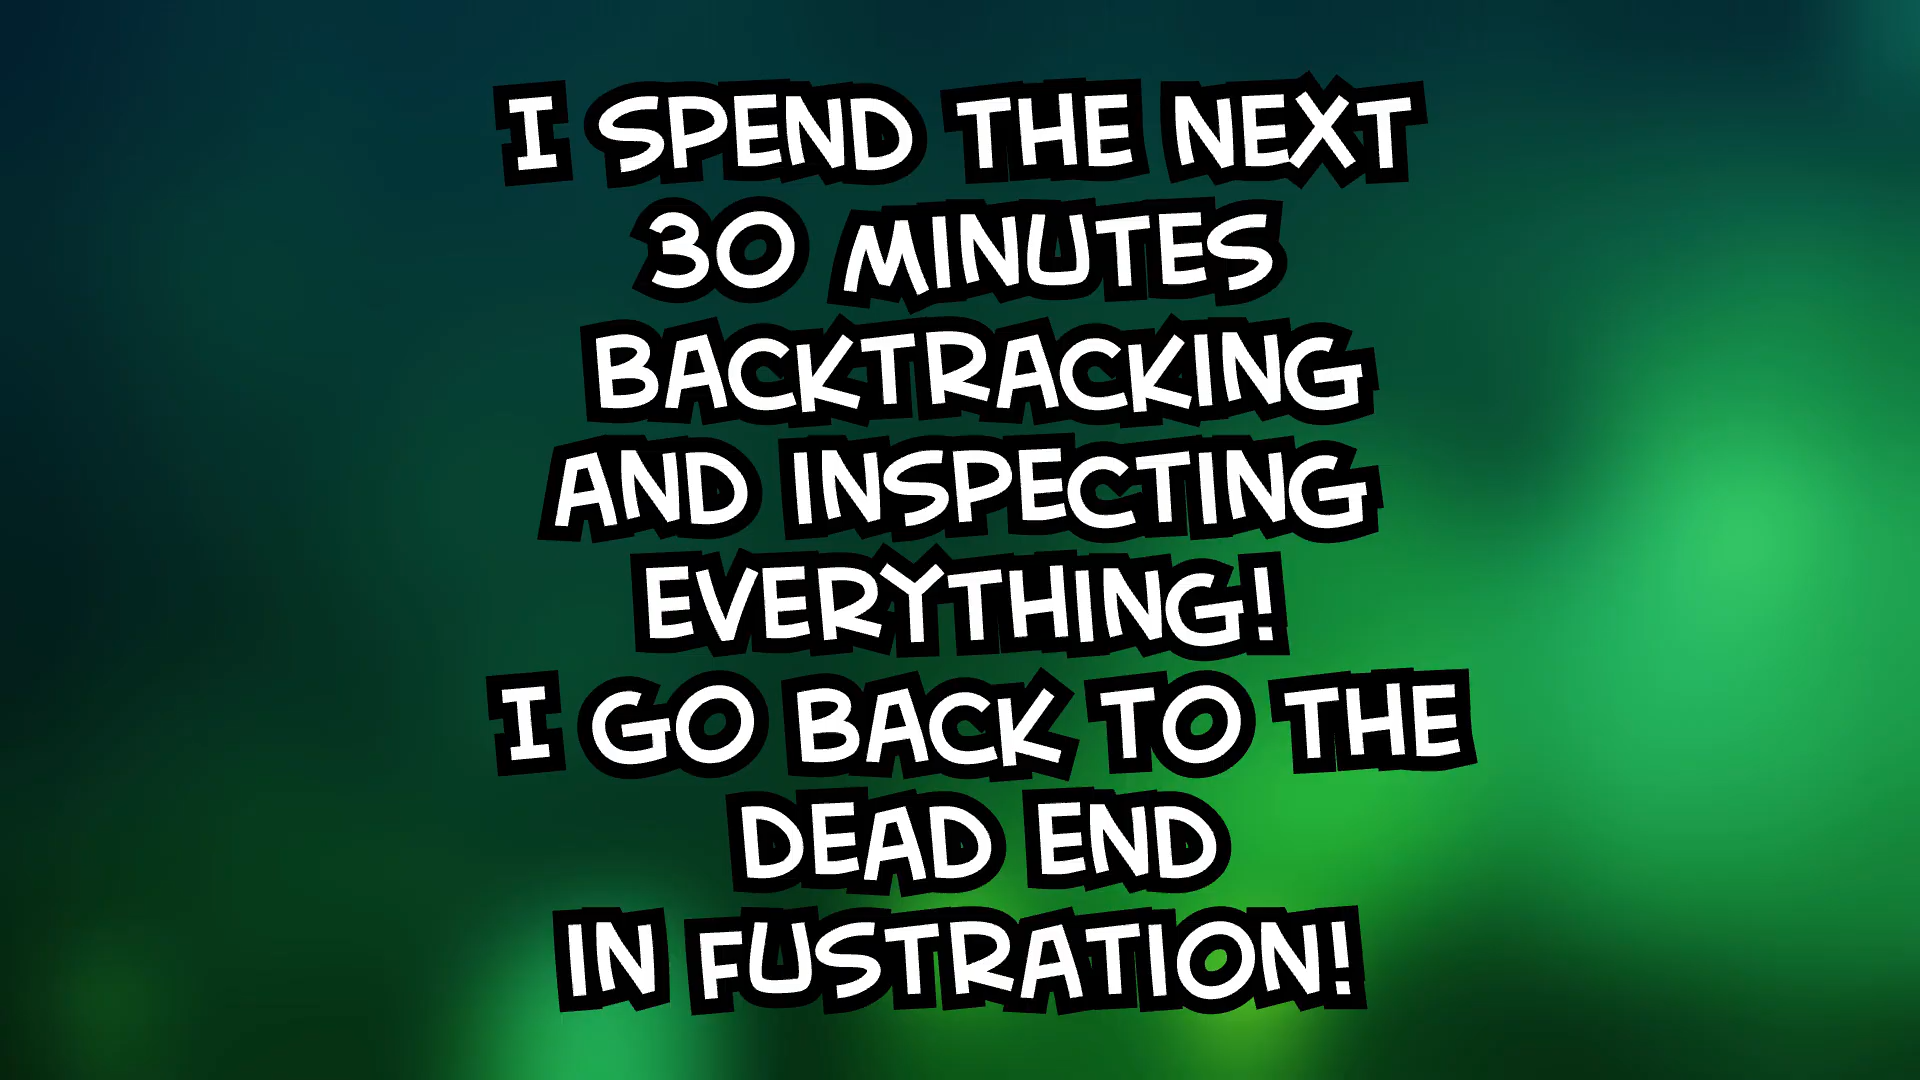 I SPEND THE NEXT
30 MINUTES
BACKTRACKING
AND INSPECTING
EVERYTHING!
I GO BACK TO THE
DEAD END
IN FUSTRATION!